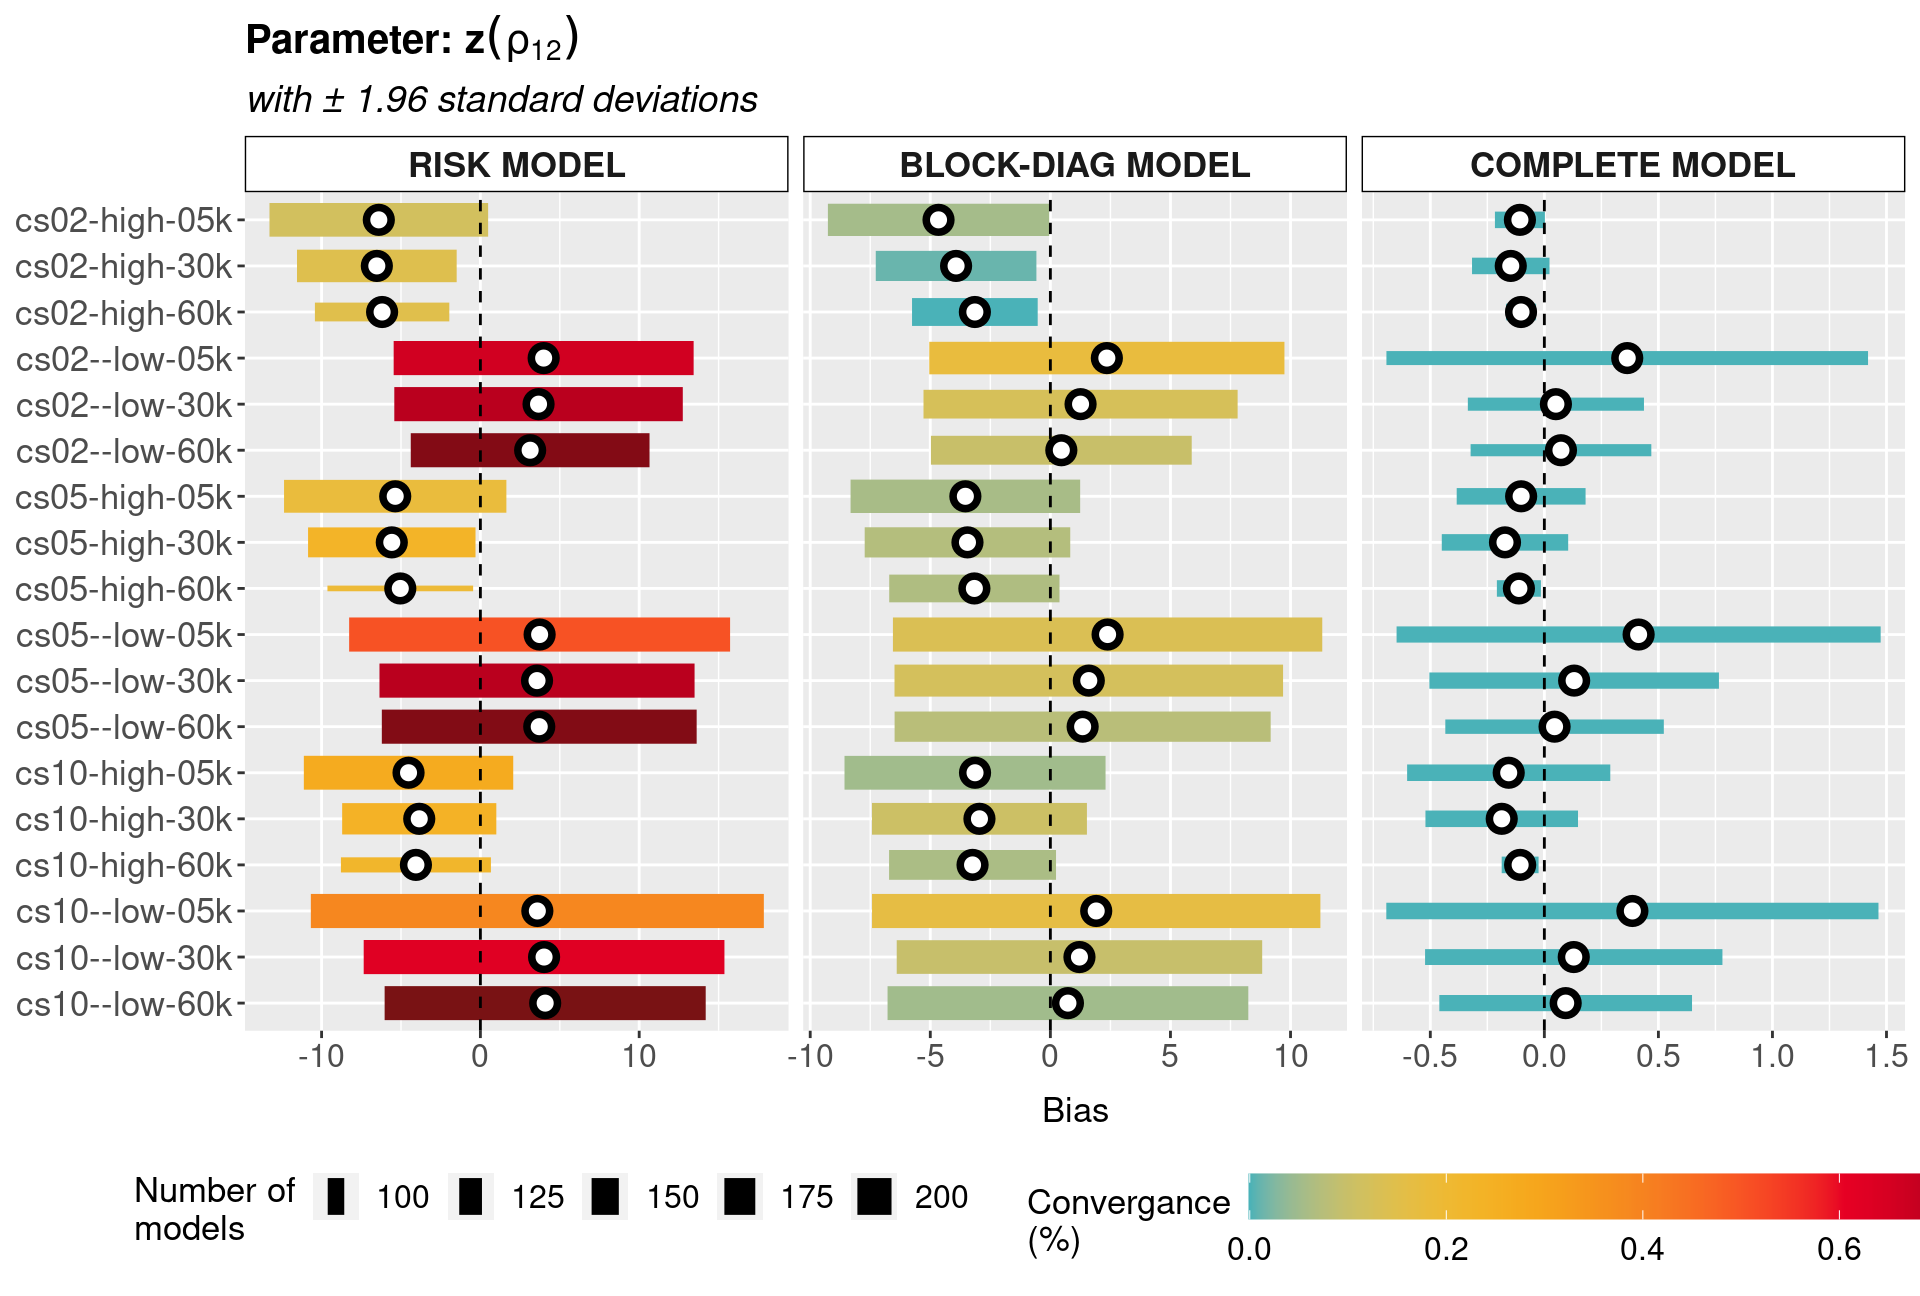 Parameter: z(ρ12)
with ± 1.96 standard deviations
RISK MODEL
BLOCK-DIAG MODEL
COMPLETE MODEL
cs02-high-05k
cs02-high-30k
cs02-high-60k
cs02--low-05k
cs02--low-30k
cs02--low-60k
cs05-high-05k
cs05-high-30k
cs05-high-60k
cs05--low-05k
cs05--low-30k
cs05--low-60k
cs10-high-05k
cs10-high-30k
cs10-high-60k
cs10--low-05k
cs10--low-30k
cs10--low-60k
-10 0 10
-10 -5 0 5 10
-0.5 0.0 0.5 1.0 1.5
Bias
Number of
models
100 125 150 175 200
Convergance
(%)
0.0 0.2 0.4 0.6